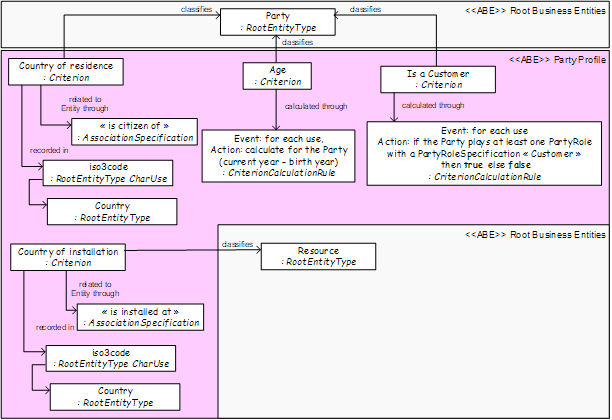 <<ABE>> Root Business Entities
classifies
Party
: RootEntityType
classifies
classifies
<<ABE>> Party Profile
Country of residence
: Criterion
Age
: Criterion
Is a Customer
: Criterion
related to
Entity through
calculated through
calculated through
« is citizen of »
: AssociationSpecification
Event: for each use,
Action: calculate for the Party
(current year – birth year)
: CriterionCalculationRule
Event: for each use
Action: if the Party plays at least one PartyRole
with a PartyRoleSpecification « Customer »
then true else false
: CriterionCalculationRule
recorded in
iso3code
: RootEntityType CharUse
Country
: RootEntityType
<<ABE>> Root Business Entities
Country of installation
: Criterion
classifies
Resource
: RootEntityType
related to
Entity through
« is installed at »
: AssociationSpecification
recorded in
iso3code
: RootEntityType CharUse
Country
: RootEntityType